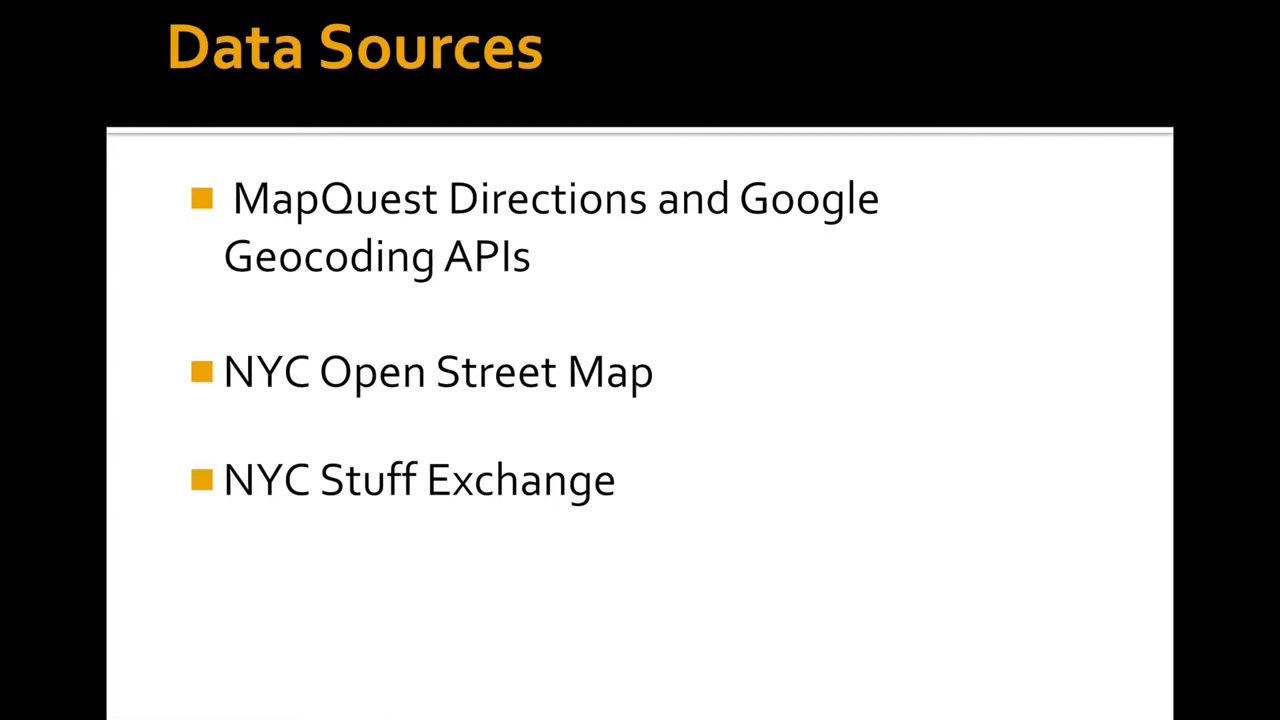 Data Sources
MapQuest Directions and Google
Geocoding APIs
NYC Open Street Map
NYC Stuff Exchange